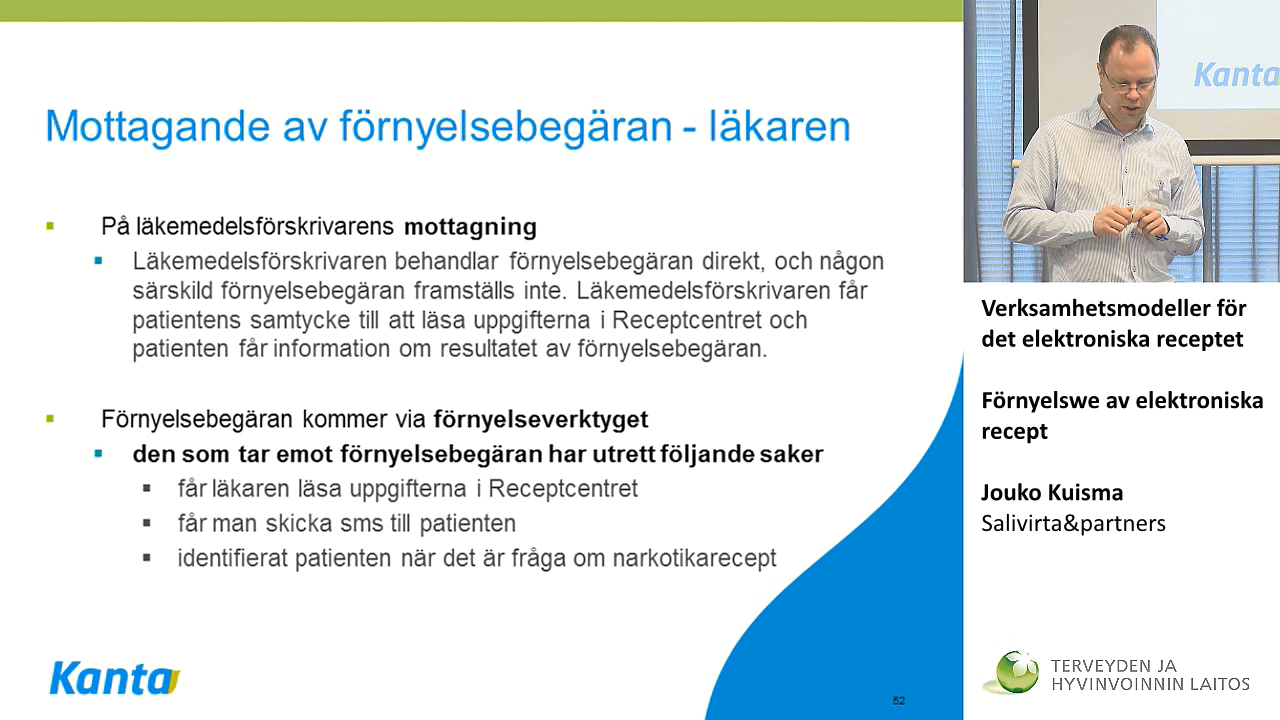 Mottagande av förnyelsebegäran - läkaren
På läkemedelsförskrivarens mottagning
Läkemedelsförskrivaren behandlar förnyelsebegäran direkt, och någon
särskild förnyelsebegäran framställs inte. Läkemedelsförskrivaren får
patientens samtycke till att läsa uppgifterna i Receptcentret och
patienten får information om resultatet av förnyelsebegäran.
Förnyelsebegäran kommer via förnyelseverktyget
den som tar emot förnyelsebegäran har utrett följande saker
får läkaren läsa uppgifterna i Receptcentret
får man skicka sms till patienten
identifierat patienten när det är fråga om narkotikarecept
Kanta
52
Kanta
Verksamhetsmodeller för
det elektroniska receptet
Förnyelswe av elektroniska
recept
Jouko Kuisma
Salivirta&partners
TERVEYDEN JA
HYVINVOINNIN LAITOS